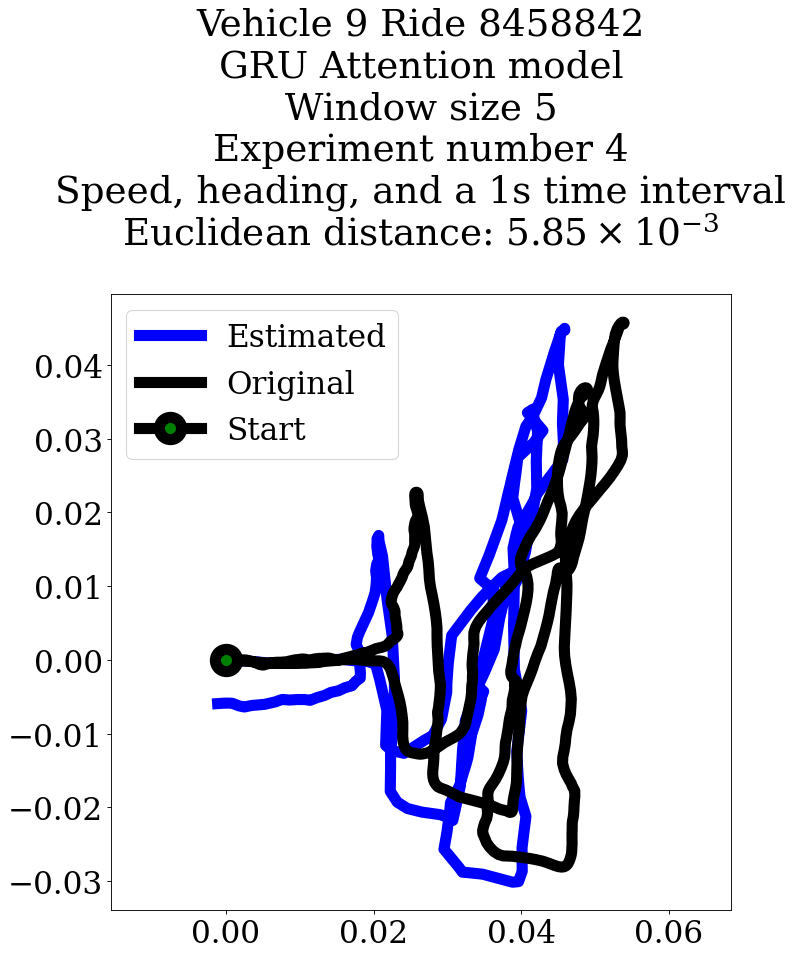 Vehicle 9 Ride 8458842
GRU Attention model
Window size 5
Experiment number 4
Speed, heading, and a 1s time interval
Euclidean distance: 5.85 × 10⁻³
Estimated
Original
Start
0.04
0.03
0.02
0.01
0.00
−0.01
−0.02
−0.03
0.00 0.02 0.04 0.06